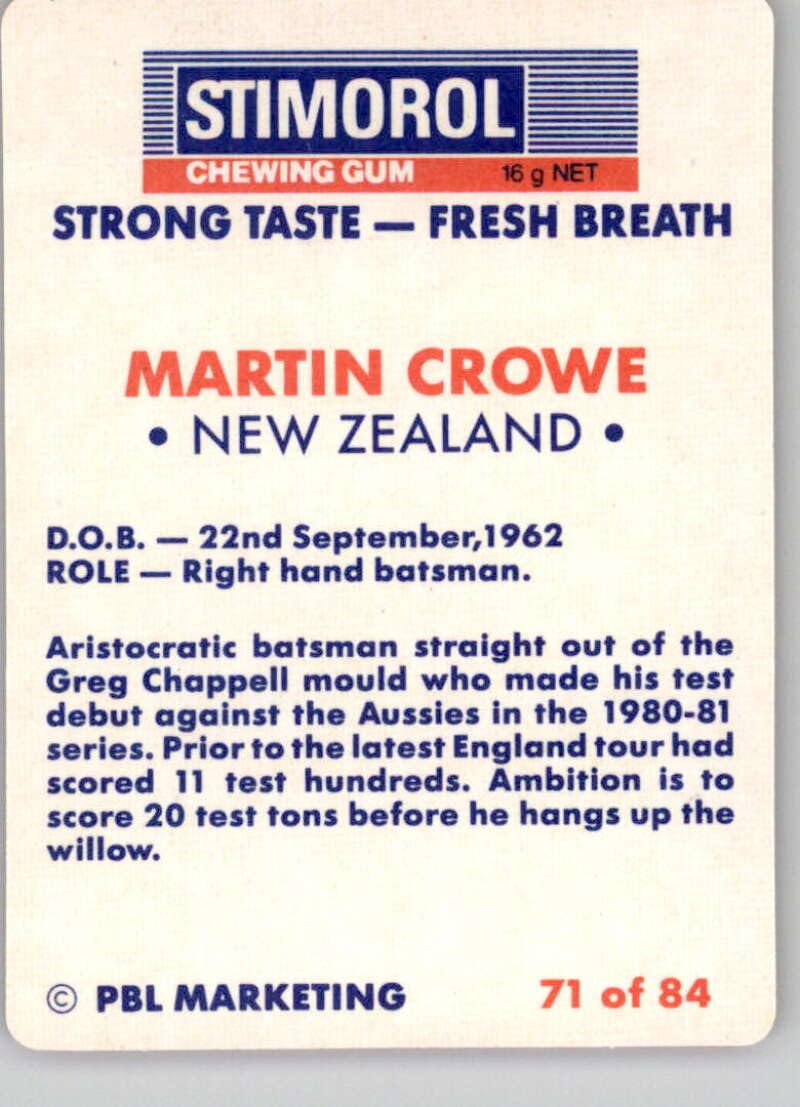 STIMOROL
CHEWING GUM 16 g NET
STRONG TASTE — FRESH BREATH
MARTIN CROWE
• NEW ZEALAND •
D.O.B. — 22nd September,1962
ROLE — Right hand batsman.
Aristocratic batsman straight out of the
Greg Chappell mould who made his test
debut against the Aussies in the 1980-81
series. Prior to the latest England tour had
scored 11 test hundreds. Ambition is to
score 20 test tons before he hangs up the
willow.
© PBL MARKETING 71 of 84